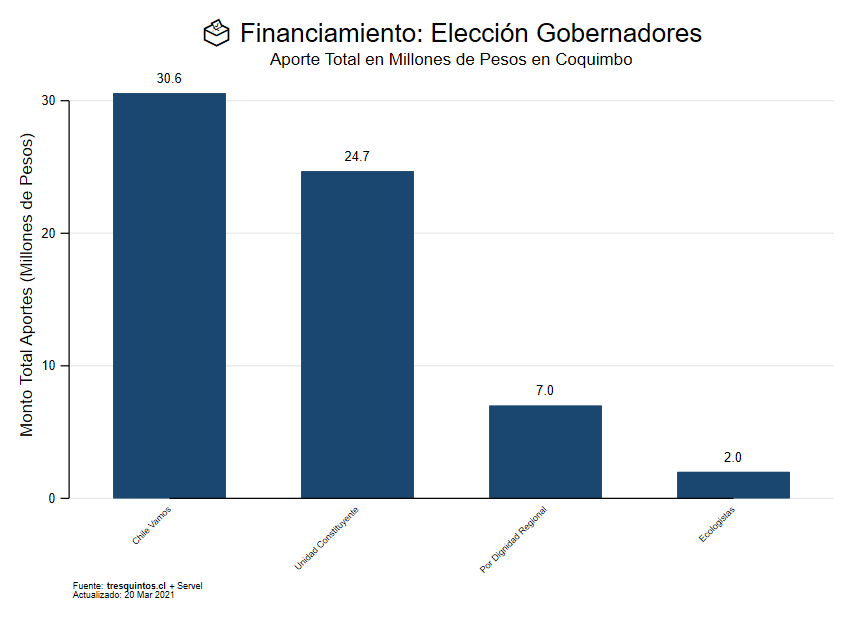 Financiamiento: Elección Gobernadores
Aporte Total en Millones de Pesos en Coquimbo
Monto Total Aportes (Millones de Pesos)
30
20
10
0
30.6
24.7
7.0
2.0
Chile Vamos
Unidad Constituyente
Por Dignidad Regional
Ecologistas
Fuente: tresquintos.cl + Servel
Actualizado: 20 Mar 2021